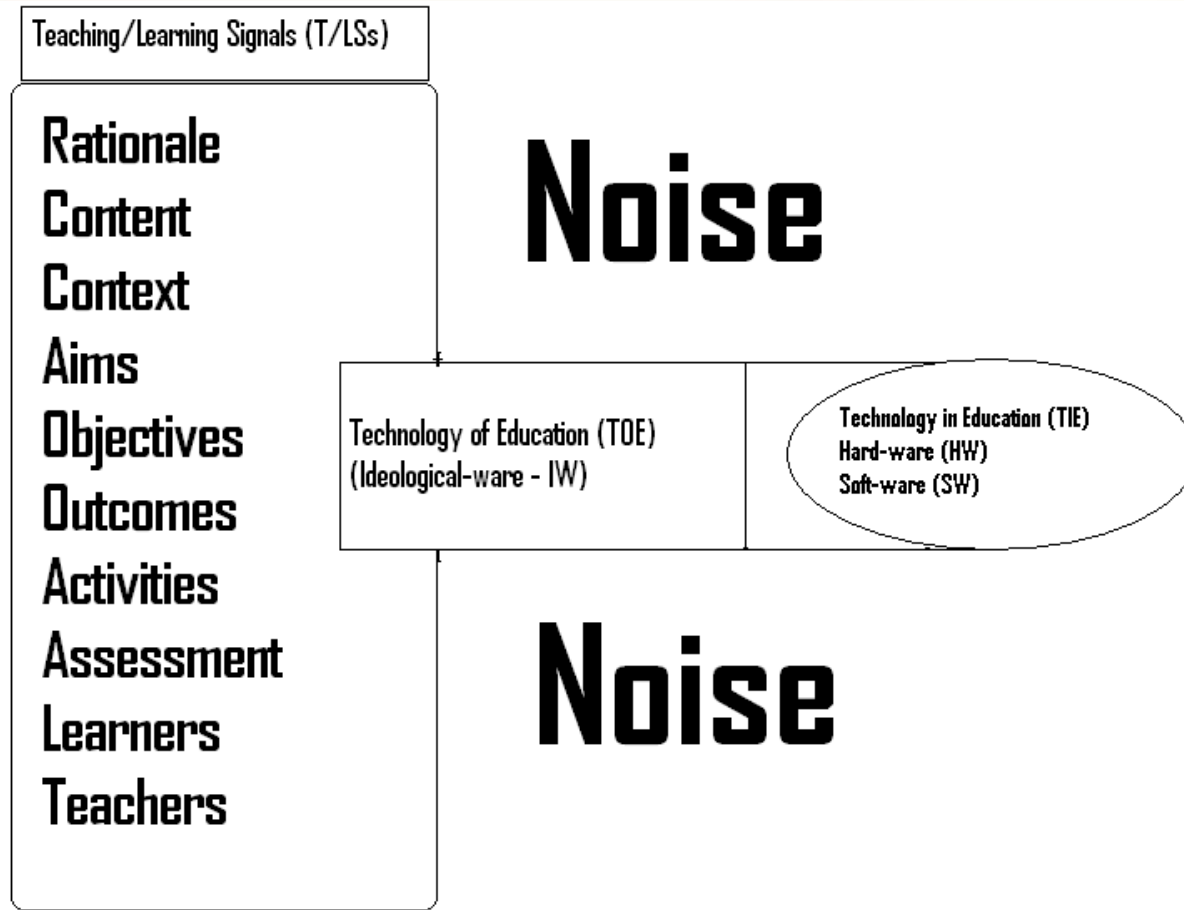 Teaching/Learning Signals (T/LSs)
Rationale
Content
Context
Aims
Objectives
Outcomes
Activities
Assessment
Learners
Teachers
Noise
Technology of Education (TOE)
(Ideological-ware - IW)
Technology in Education (TIE)
Hard-ware (HW)
Soft-ware (SW)
Noise